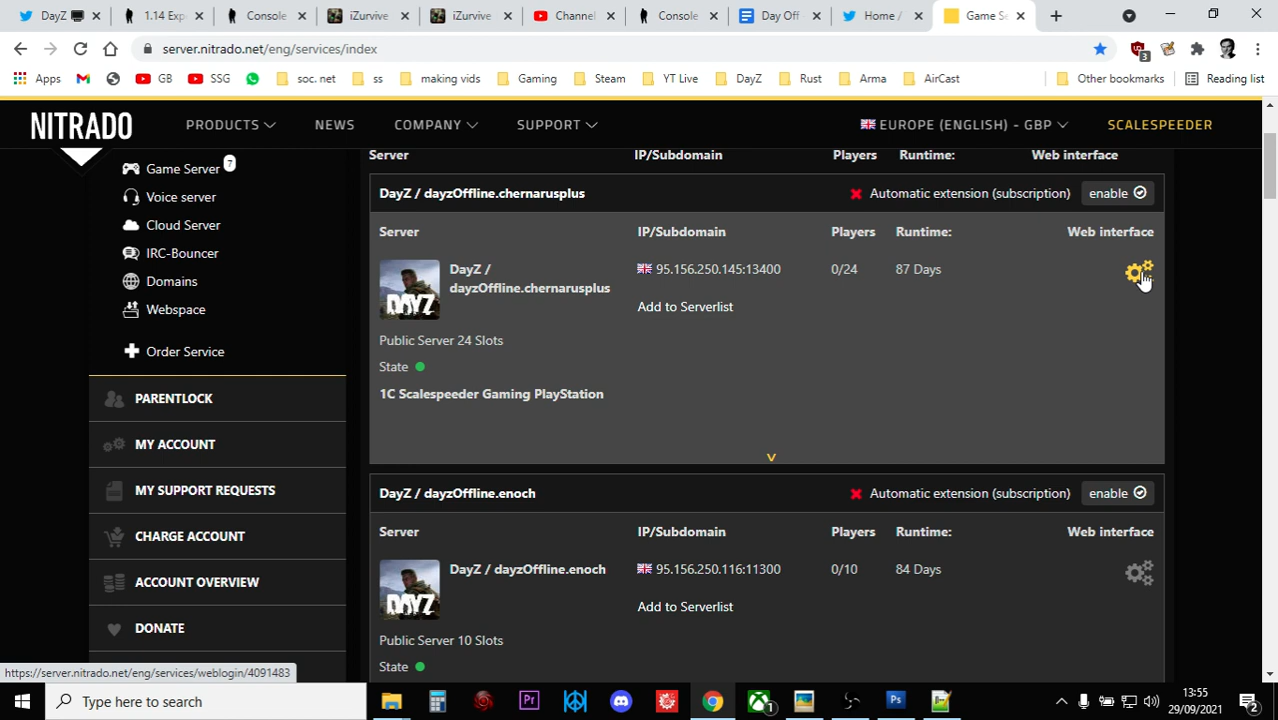 DayZ
1.14 Exp
Console
iZurvive
iZurvive
Channel
Console
Day Off
Home /
Game Se
server.nitrado.net/eng/services/index
3
Apps
GB
SSG
soc. net
ss
making vids
Gaming
Steam
YT Live
DayZ
Rust
Arma
AirCast
Other bookmarks
Reading list
NITRADO
PRODUCTS
NEWS
COMPANY
SUPPORT
EUROPE (ENGLISH) - GBP
SCALESPEEDER
Game Server 7
Voice server
Cloud Server
IRC-Bouncer
Domains
Webspace
Order Service
PARENTLOCK
MY ACCOUNT
MY SUPPORT REQUESTS
CHARGE ACCOUNT
ACCOUNT OVERVIEW
DONATE
Server IP/Subdomain Players Runtime: Web interface
DayZ / dayzOffline.chernarusplus Automatic extension (subscription) enable
Server IP/Subdomain Players Runtime: Web interface
DAYZ
DayZ /
dayzOffline.chernarusplus
95.156.250.145:13400 0/24 87 Days
Add to Serverlist
Public Server 24 Slots
State
1C Scalespeeder Gaming PlayStation
v
DayZ / dayzOffline.enoch Automatic extension (subscription) enable
Server IP/Subdomain Players Runtime: Web interface
DAYZ
DayZ / dayzOffline.enoch 95.156.250.116:11300 0/10 84 Days
Add to Serverlist
Public Server 10 Slots
State
https://server.nitrado.net/eng/services/weblogin/4091483
Type here to search
Pr
1
Ps
13:55
29/09/2021
2